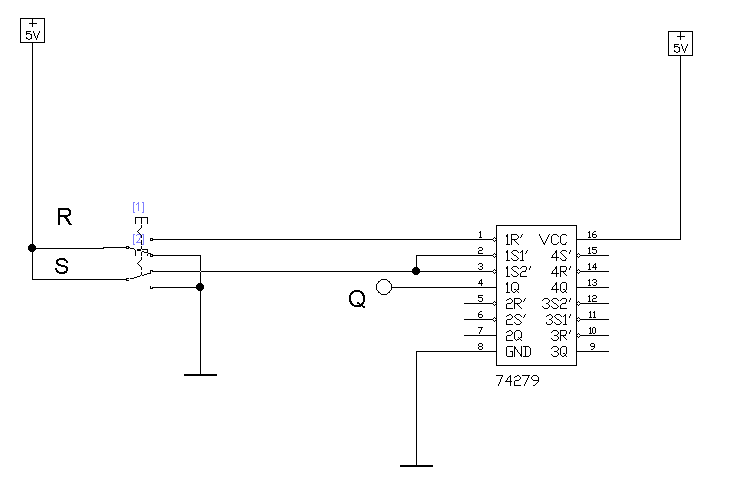 +
5V
+
5V
[1]
R
[2]
S
Q
1 1R' VCC 16
2 1S1' 4S' 15
3 1S2' 4R' 14
4 1Q 4Q 13
5 2R' 3S2' 12
6 2S' 3S1' 11
7 2Q 3R' 10
8 GND 3Q 9
74279